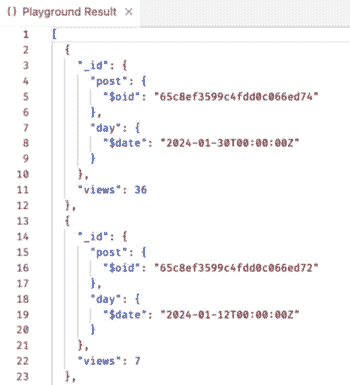 {} Playground Result ×
1 [
2 {
3 "_id": {
4 "post": {
5 "$oid": "65c8ef3599c4fdd0c066ed74"
6 },
7 "day": {
8 "$date": "2024-01-30T00:00:00Z"
9 }
10 },
11 "views": 36
12 },
13 {
14 "_id": {
15 "post": {
16 "$oid": "65c8ef3599c4fdd0c066ed72"
17 },
18 "day": {
19 "$date": "2024-01-12T00:00:00Z"
20 }
21 },
22 "views": 7
23 },